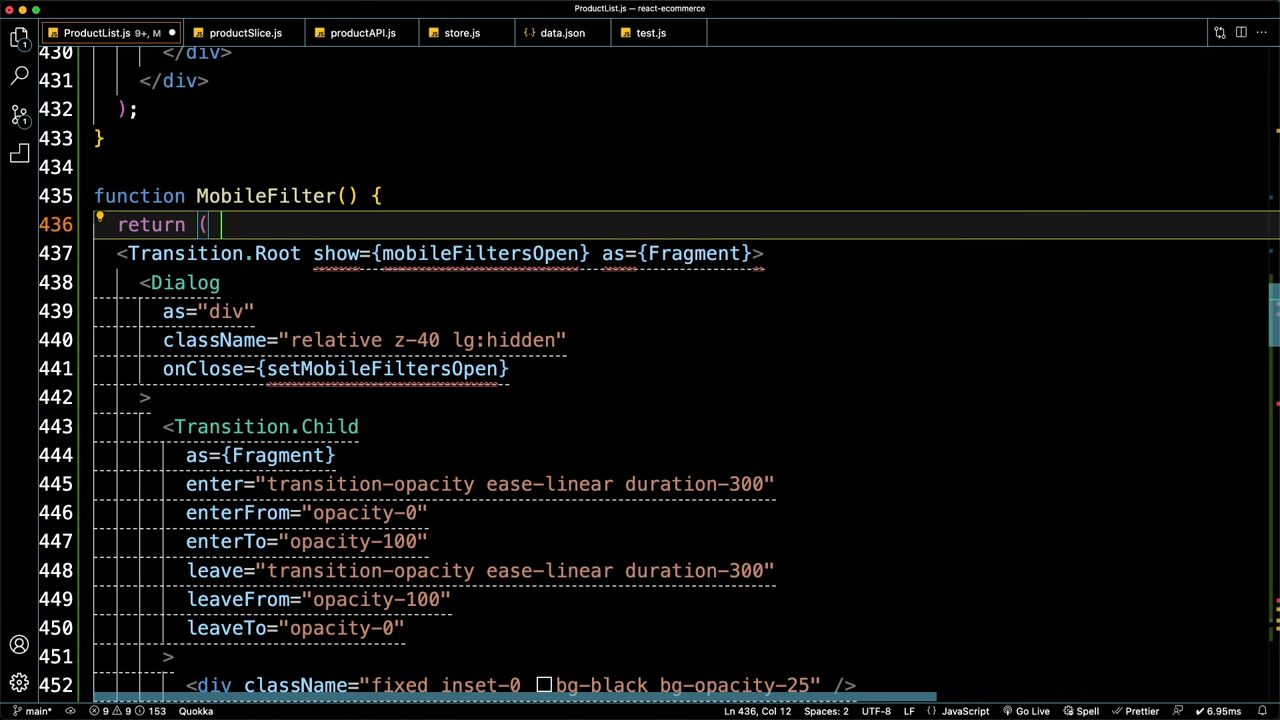 ProductList.js — react-ecommerce
ProductList.js 9+, M
productSlice.js
productAPI.js
store.js
{..} data.json
test.js
430 </div>
431 </div>
432 );
433 }
434
435 function MobileFilter() {
436 return (
437 <Transition.Root show={mobileFiltersOpen} as={Fragment}>
438 <Dialog
439 as="div"
440 className="relative z-40 lg:hidden"
441 onClose={setMobileFiltersOpen}
442 >
443 <Transition.Child
444 as={Fragment}
445 enter="transition-opacity ease-linear duration-300"
446 enterFrom="opacity-0"
447 enterTo="opacity-100"
448 leave="transition-opacity ease-linear duration-300"
449 leaveFrom="opacity-100"
450 leaveTo="opacity-0"
451 >
452 <div className="fixed inset-0 bg-black bg-opacity-25" />
1
1
main* 9 9 153 Quokka Ln 436, Col 12 Spaces: 2 UTF-8 LF {} JavaScript Go Live Spell Prettier ✓ 6.95ms